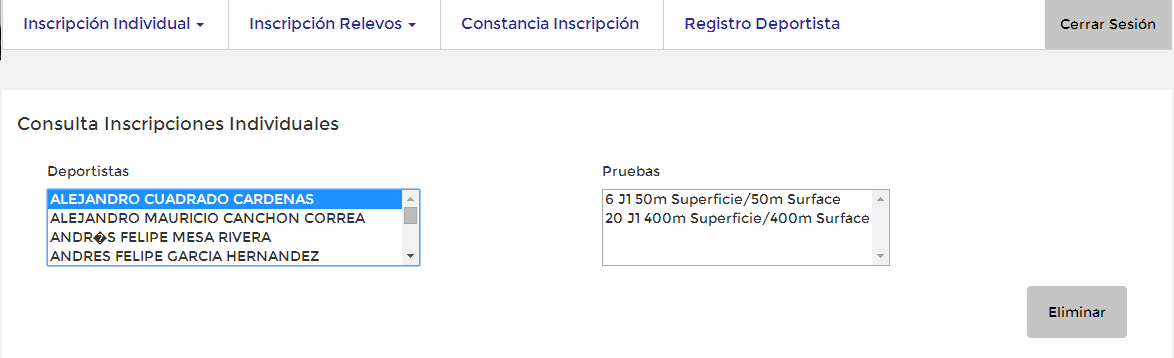 Inscripción Individual
Inscripción Relevos
Constancia Inscripción
Registro Deportista
Cerrar Sesión
Consulta Inscripciones Individuales
Deportistas
ALEJANDRO CUADRADO CARDENAS
ALEJANDRO MAURICIO CANCHON CORREA
ANDR�S FELIPE MESA RIVERA
ANDRES FELIPE GARCIA HERNANDEZ
Pruebas
6 J1 50m Superficie/50m Surface
20 J1 400m Superficie/400m Surface
Eliminar